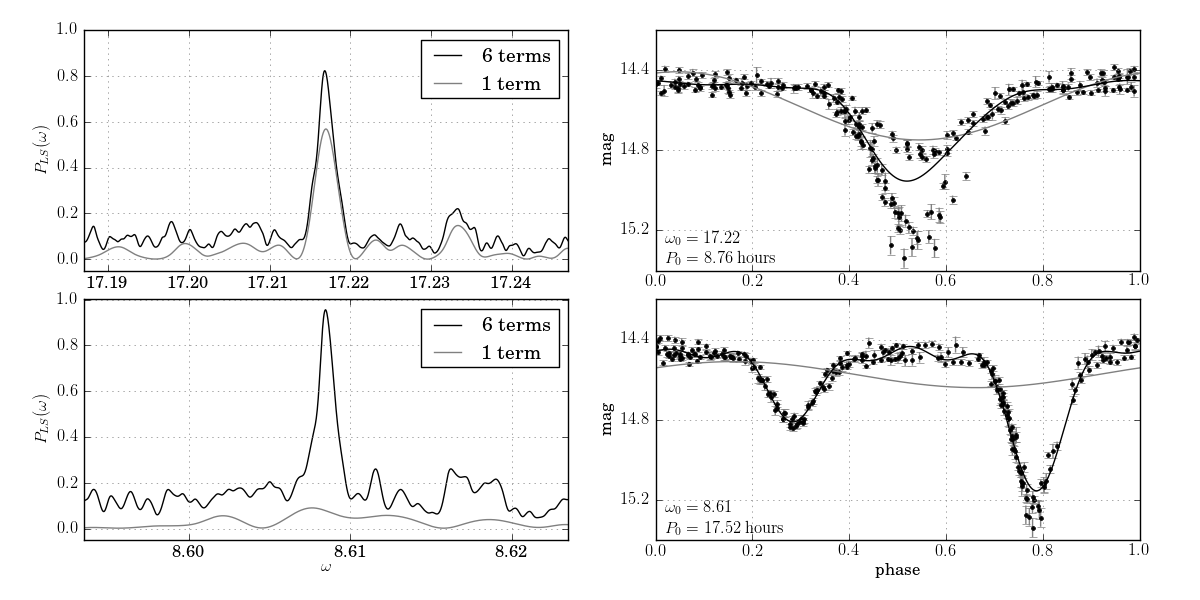 1.0
0.8
0.6
0.4
0.2
0.0
P_LS(ω)
6 terms
1 term
17.19 17.20 17.21 17.22 17.23 17.24
14.4
14.8
15.2
mag
ω₀ = 17.22
P₀ = 8.76 hours
0.0 0.2 0.4 0.6 0.8 1.0
1.0
0.8
0.6
0.4
0.2
0.0
P_LS(ω)
6 terms
1 term
8.60 8.61 8.62
ω
14.4
14.8
15.2
mag
ω₀ = 8.61
P₀ = 17.52 hours
0.0 0.2 0.4 0.6 0.8 1.0
phase